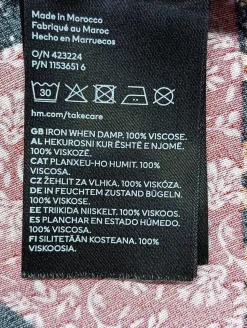 Made in Morocco
Fabriqué au Maroc
Hecho en Marruecos
O/N 423224
P/N 1153651 6
30
hm.com/takecare
GB IRON WHEN DAMP. 100% VISCOSE.
AL HEKUROSNI KUR ËSHTË E NJOMË.
100% VISKOZË.
CAT PLANXEU-HO HUMIT. 100%
VISCOSA.
CZ ŽEHLIT ZA VLHKA. 100% VISKÓZA.
DE IN FEUCHTEM ZUSTAND BÜGELN.
100% VISKOSE.
EE TRIIKIDA NIISKELT. 100% VISKOOS.
ES PLANCHAR EN ESTADO HÚMEDO.
100% VISCOSA.
FI SILITETÄÄN KOSTEANA. 100%
VISKOOSIA.